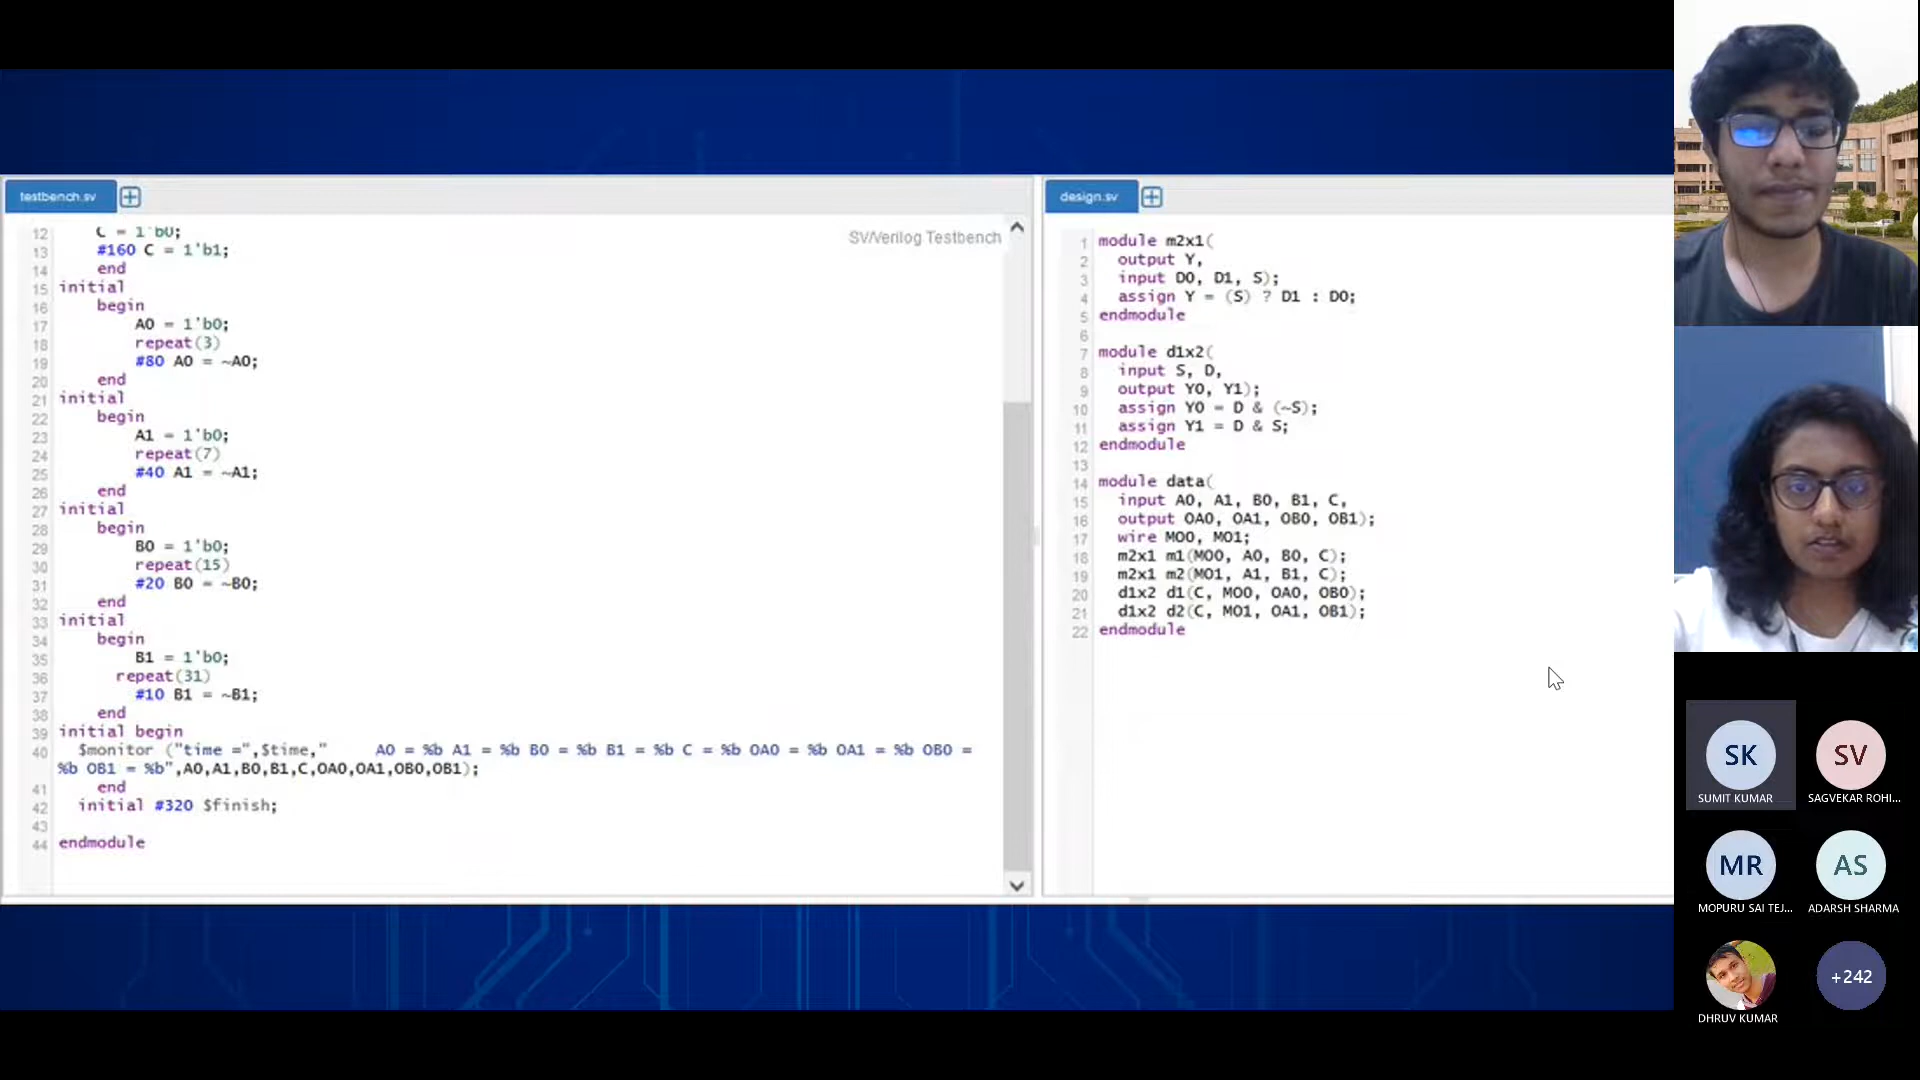 testbench.sv
SV/Verilog Testbench
12 C = 1'b0;
13 #160 C = 1'b1;
14 end
15 initial
16 begin
17 A0 = 1'b0;
18 repeat(3)
19 #80 A0 = ~A0;
20 end
21 initial
22 begin
23 A1 = 1'b0;
24 repeat(7)
25 #40 A1 = ~A1;
26 end
27 initial
28 begin
29 B0 = 1'b0;
30 repeat(15)
31 #20 B0 = ~B0;
32 end
33 initial
34 begin
35 B1 = 1'b0;
36 repeat(31)
37 #10 B1 = ~B1;
38 end
39 initial begin
40 $monitor ("time =",$time," A0 = %b A1 = %b B0 = %b B1 = %b C = %b OA0 = %b OA1 = %b OB0 =
%b OB1 = %b",A0,A1,B0,B1,C,OA0,OA1,OB0,OB1);
41 end
42 initial #320 $finish;
43
44 endmodule
design.sv
1 module m2x1(
2 output Y,
3 input D0, D1, S);
4 assign Y = (S) ? D1 : D0;
5 endmodule
6
7 module d1x2(
8 input S, D,
9 output Y0, Y1);
10 assign Y0 = D & (~S);
11 assign Y1 = D & S;
12 endmodule
13
14 module data(
15 input A0, A1, B0, B1, C,
16 output OA0, OA1, OB0, OB1);
17 wire MO0, MO1;
18 m2x1 m1(MO0, A0, B0, C);
19 m2x1 m2(MO1, A1, B1, C);
20 d1x2 d1(C, MO0, OA0, OB0);
21 d1x2 d2(C, MO1, OA1, OB1);
22 endmodule
SK
SUMIT KUMAR
SV
SAGVEKAR ROHI...
MR
MOPURU SAI TEJ...
AS
ADARSH SHARMA
DHRUV KUMAR
+242